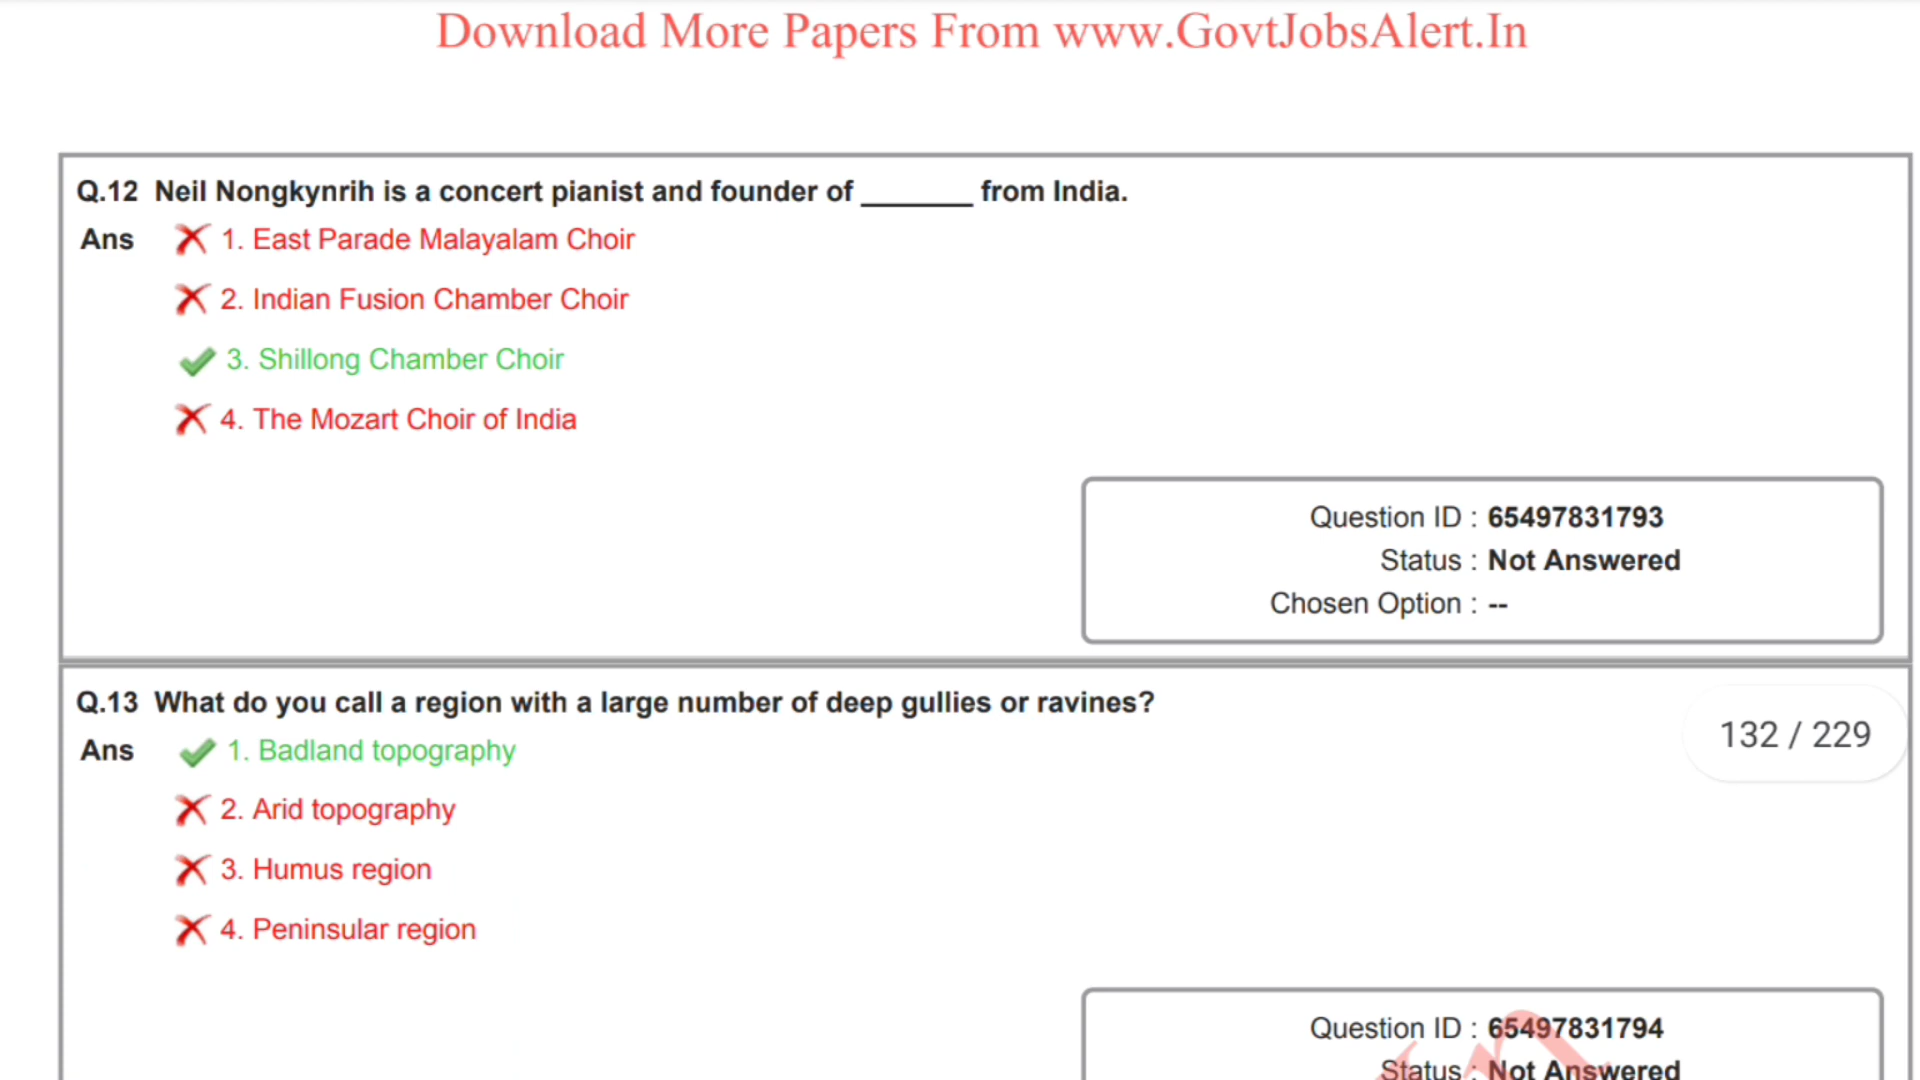 Download More Papers From www.GovtJobsAlert.In
Q.12 Neil Nongkynrih is a concert pianist and founder of _______ from India.
Ans 1. East Parade Malayalam Choir
2. Indian Fusion Chamber Choir
3. Shillong Chamber Choir
4. The Mozart Choir of India
Question ID : 65497831793
Status : Not Answered
Chosen Option : --
Q.13 What do you call a region with a large number of deep gullies or ravines?
132 / 229
Ans 1. Badland topography
2. Arid topography
3. Humus region
4. Peninsular region
Question ID : 65497831794
Status : Not Answered